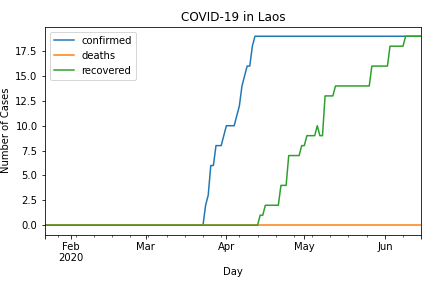 COVID-19 in Laos
confirmed
deaths
recovered
17.5
15.0
12.5
10.0
7.5
5.0
2.5
0.0
Number of Cases
Feb
2020
Mar
Apr
May
Jun
Day